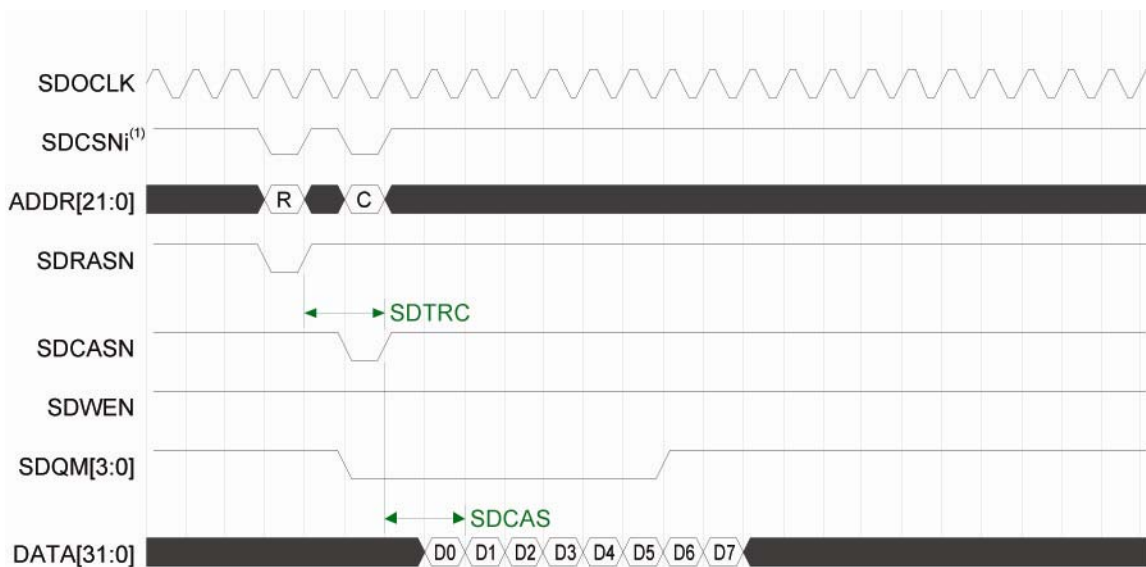 SDOCLK
SDCSNi(1)
ADDR[21:0]
R
C
SDRASN
SDTRC
SDCASN
SDWEN
SDQM[3:0]
SDCAS
DATA[31:0]
D0 D1 D2 D3 D4 D5 D6 D7